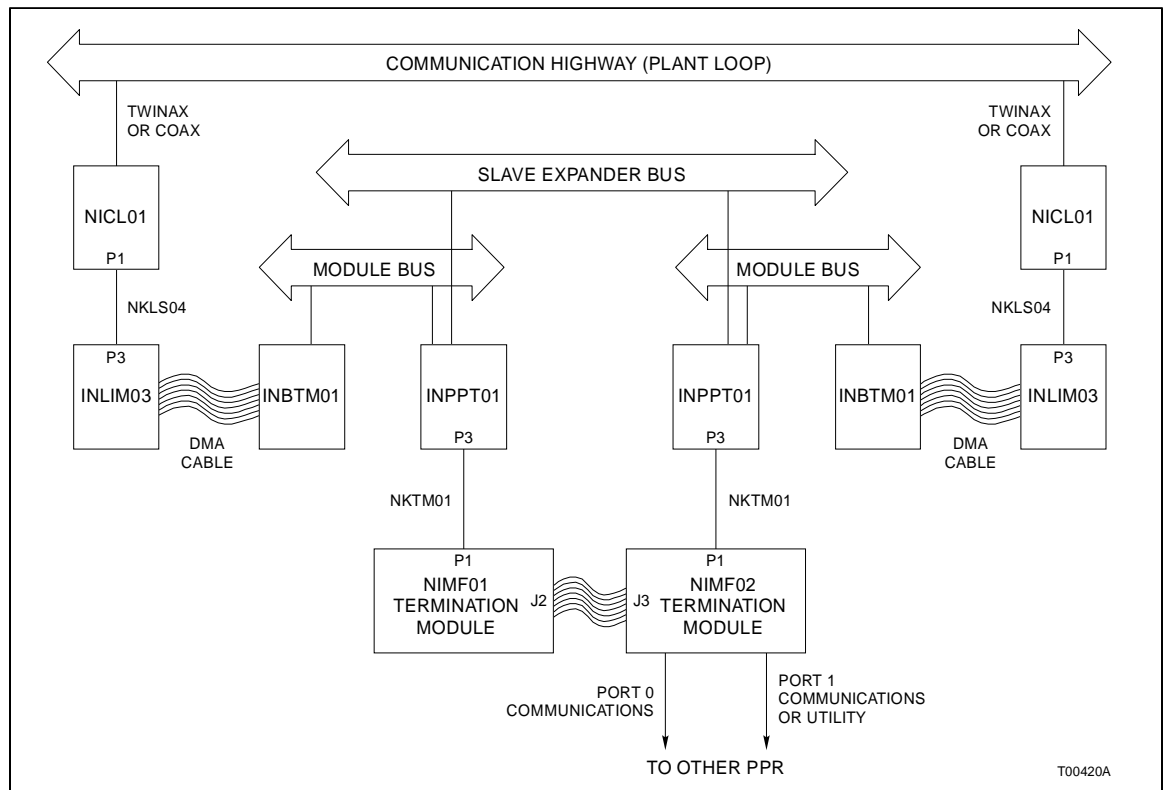 COMMUNICATION HIGHWAY (PLANT LOOP)
TWINAX
OR COAX
TWINAX
OR COAX
SLAVE EXPANDER BUS
NICL01
P1
NICL01
P1
MODULE BUS
MODULE BUS
NKLS04
NKLS04
P3
INLIM03
INBTM01
INPPT01
P3
INPPT01
P3
INBTM01
P3
INLIM03
DMA
CABLE
DMA
CABLE
NKTM01
NKTM01
P1
NIMF01
TERMINATION
MODULE
J2
J3
P1
NIMF02
TERMINATION
MODULE
PORT 0
COMMUNICATIONS
PORT 1
COMMUNICATIONS
OR UTILITY
TO OTHER PPR
T00420A